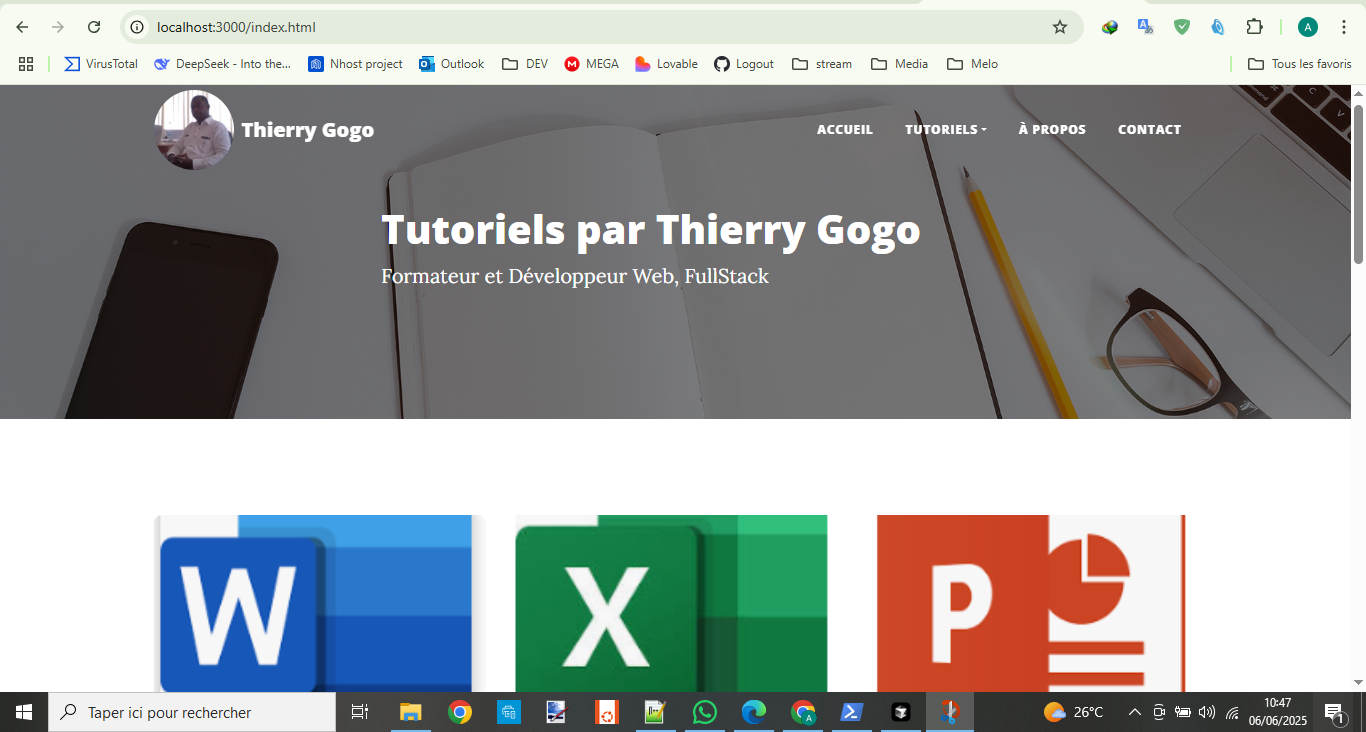 localhost:3000/index.html
A
VirusTotal
DeepSeek - Into the...
Nhost project
Outlook
DEV
MEGA
Lovable
Logout
stream
Media
Melo
Tous les favoris
Thierry Gogo
ACCUEIL
TUTORIELS
À PROPOS
CONTACT
Tutoriels par Thierry Gogo
Formateur et Développeur Web, FullStack
W
X
P
Taper ici pour rechercher
26°C
10:47
06/06/2025
1